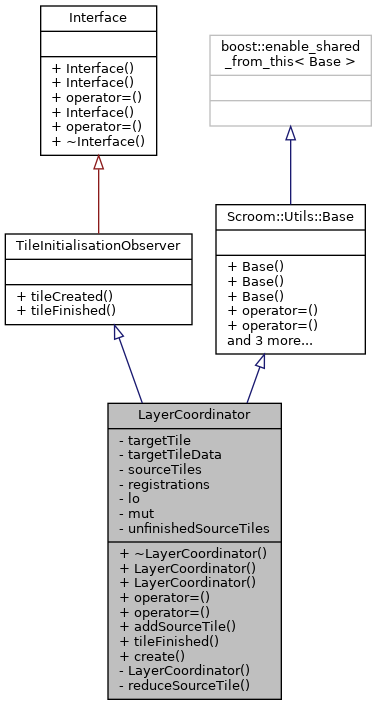 Interface
+ Interface()
+ Interface()
+ operator=()
+ Interface()
+ operator=()
+ ~Interface()
boost::enable_shared
_from_this< Base >
TileInitialisationObserver
+ tileCreated()
+ tileFinished()
Scroom::Utils::Base
+ Base()
+ Base()
+ Base()
+ operator=()
+ operator=()
and 3 more...
LayerCoordinator
- targetTile
- targetTileData
- sourceTiles
- registrations
- lo
- mut
- unfinishedSourceTiles
+ ~LayerCoordinator()
+ LayerCoordinator()
+ LayerCoordinator()
+ operator=()
+ operator=()
+ addSourceTile()
+ tileFinished()
+ create()
- LayerCoordinator()
- reduceSourceTile()